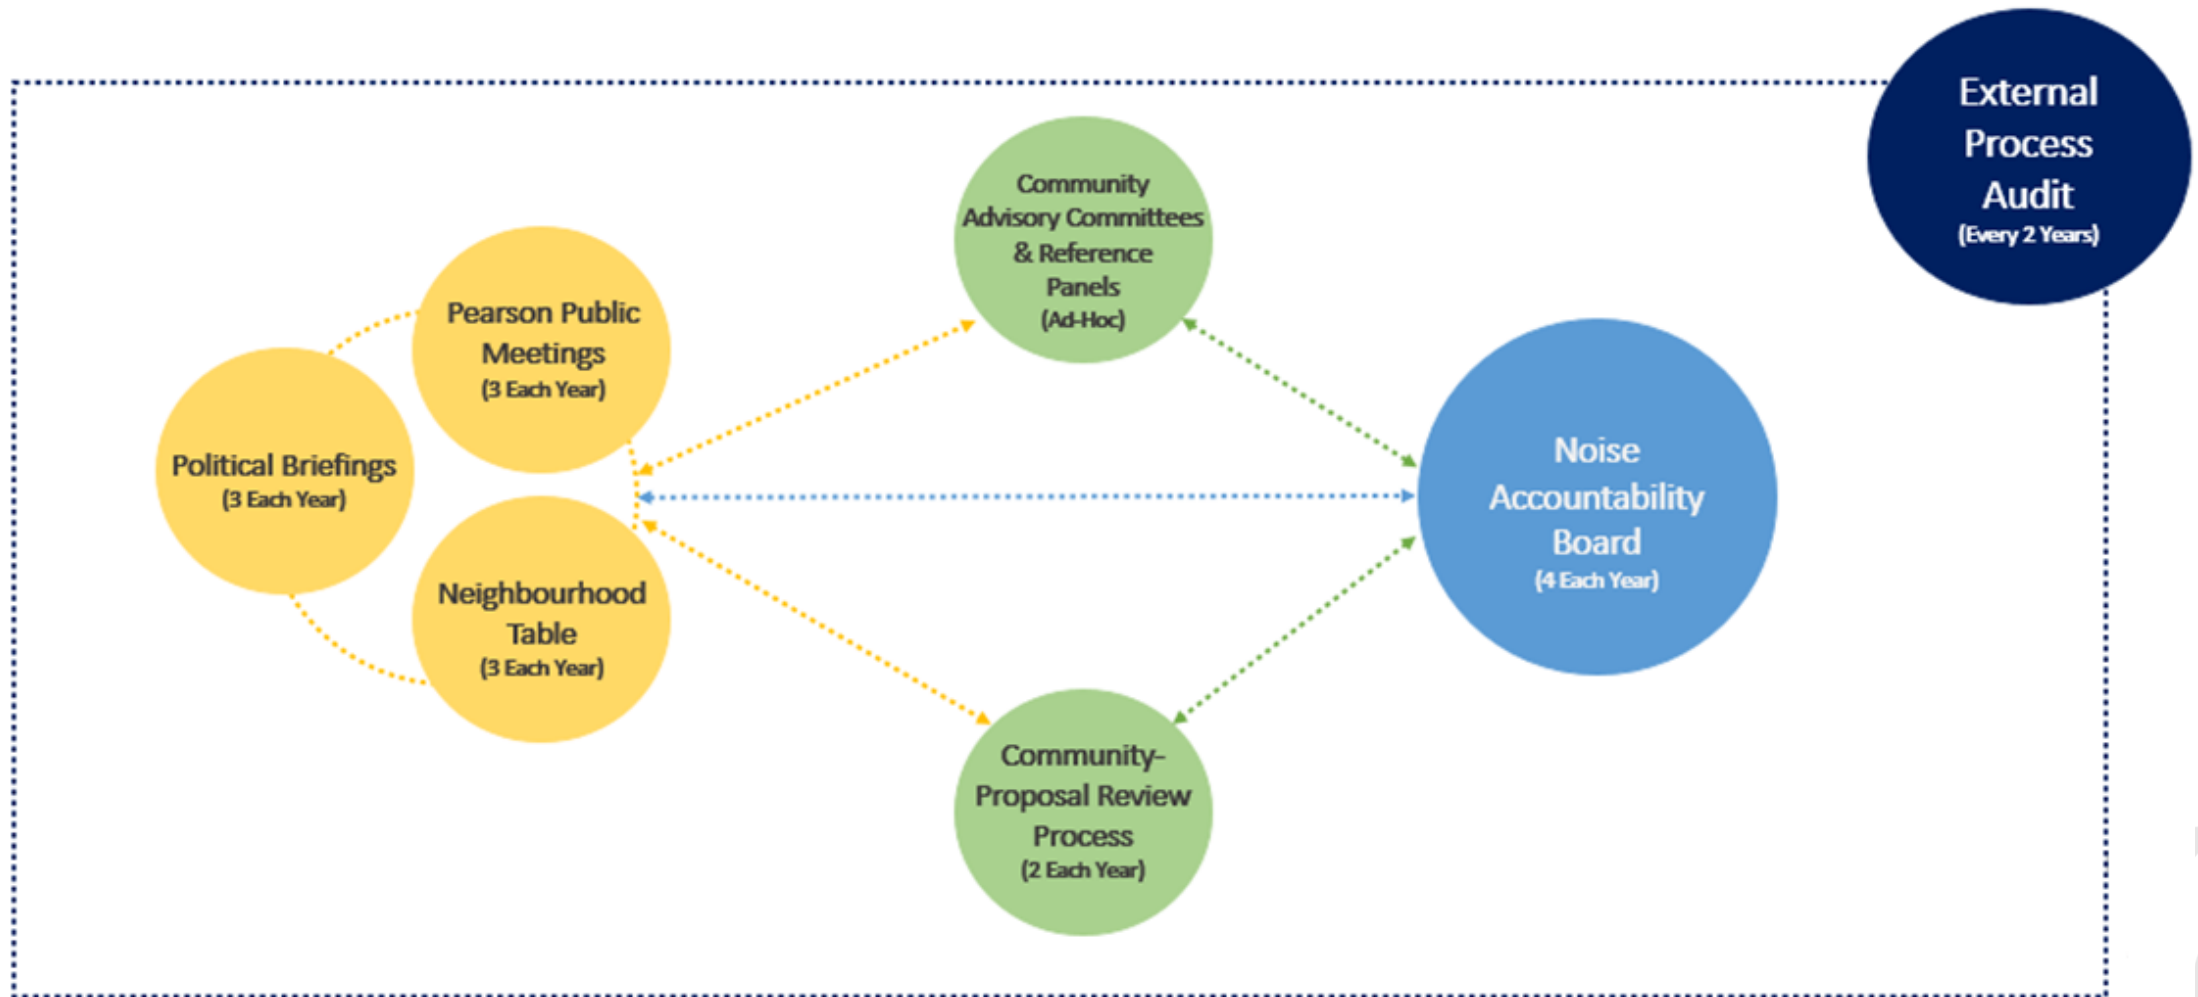 External
Process
Audit
(Every 2 Years)
Community
Advisory Committees
& Reference
Panels
(Ad-Hoc)
Pearson Public
Meetings
(3 Each Year)
Political Briefings
(3 Each Year)
Neighbourhood
Table
(3 Each Year)
Noise
Accountability
Board
(4 Each Year)
Community-
Proposal Review
Process
(2 Each Year)